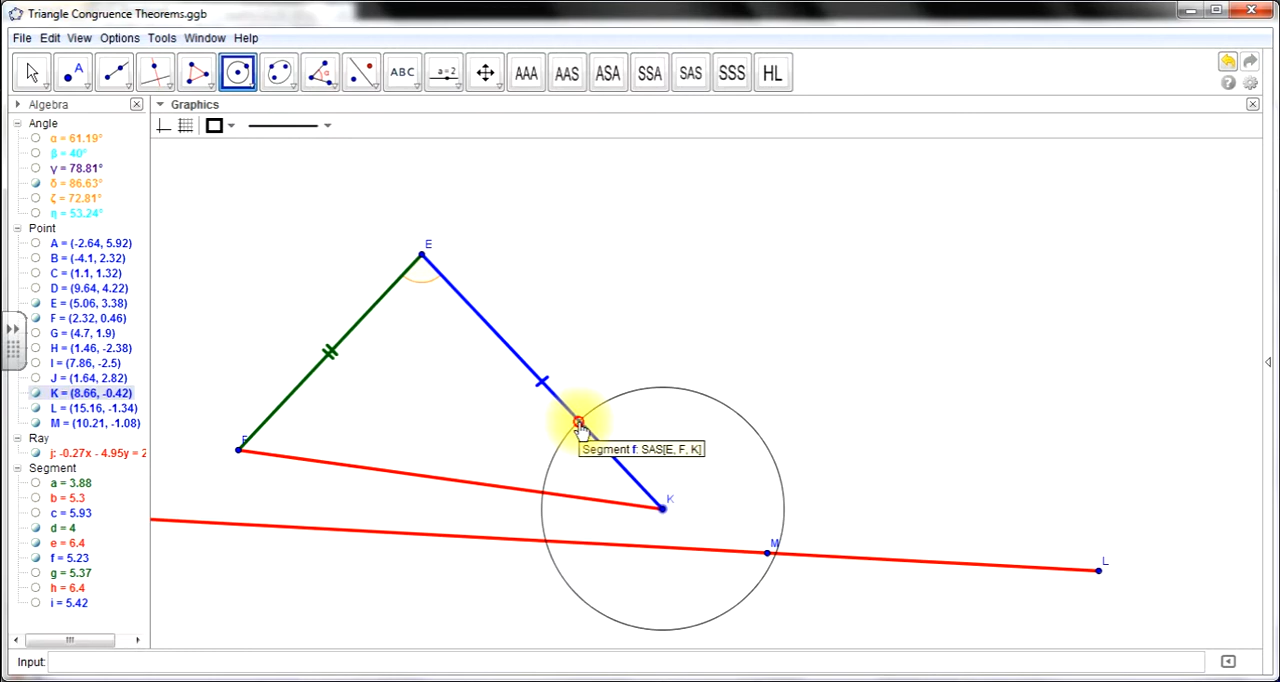 Triangle Congruence Theorems.ggb
File Edit View Options Tools Window Help
A ABC a=2 AAA AAS ASA SSA SAS SSS HL
Algebra
Graphics
Angle
α = 61.19°
β = 40°
γ = 78.81°
δ = 86.63°
ζ = 72.81°
η = 53.24°
Point
A = (-2.64, 5.92)
B = (-4.1, 2.32)
C = (1.1, 1.32)
D = (9.64, 4.22)
E = (5.06, 3.38)
F = (2.32, 0.46)
G = (4.7, 1.9)
H = (1.46, -2.38)
I = (7.86, -2.5)
J = (1.64, 2.82)
K = (8.66, -0.42)
L = (15.16, -1.34)
M = (10.21, -1.08)
Ray
j: -0.27x - 4.95y = 2
Segment
a = 3.88
b = 5.3
c = 5.93
d = 4
e = 6.4
f = 5.23
g = 5.37
h = 6.4
i = 5.42
E
F
Segment f: SAS[E, F, K]
K
M
L
Input: